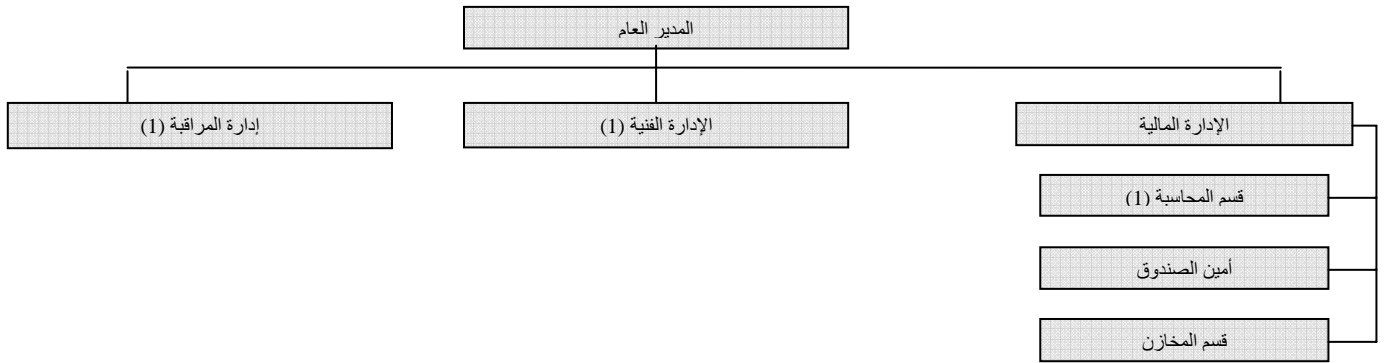 المدير العام
الإدارة المالية
الإدارة الفنية (1)
إدارة المراقبة (1)
قسم المحاسبة (1)
أمين الصندوق
قسم المخازن